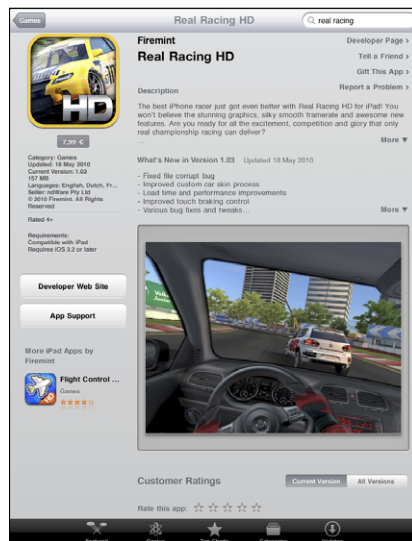 Games
Real Racing HD
real racing
Firemint
Real Racing HD
Developer Page >
Tell a Friend >
Gift This App >
Report a Problem >
HD
7,99 €
Category: Games
Updated: 18 May 2010
Current Version: 1.03
157 MB
Languages: English, Dutch, Fr...
Seller: ndWare Pty Ltd
© 2010 Firemint. All Rights
Reserved
Rated 4+
Requirements:
Compatible with iPad
Requires iOS 3.2 or later
Developer Web Site
App Support
More iPad Apps by
Firemint
Flight Control ...
Games
HD
Description
The best iPhone racer just got even better with Real Racing HD for iPad! You
won't believe the stunning graphics, silky smooth framerate and awesome new
features. Are you ready for all the excitement, competition and glory that only
real championship racing can deliver?
...
More ▼
What's New in Version 1.03 Updated 18 May 2010
- Fixed file corrupt bug
- Improved custom car skin process
- Load time and performance improvements
- Improved touch braking control
- Various bug fixes and tweaks...
More ▼
Customer Ratings
Current Version
All Versions
Rate this app:
Featured
Genius
Top Charts
Categories
Updates